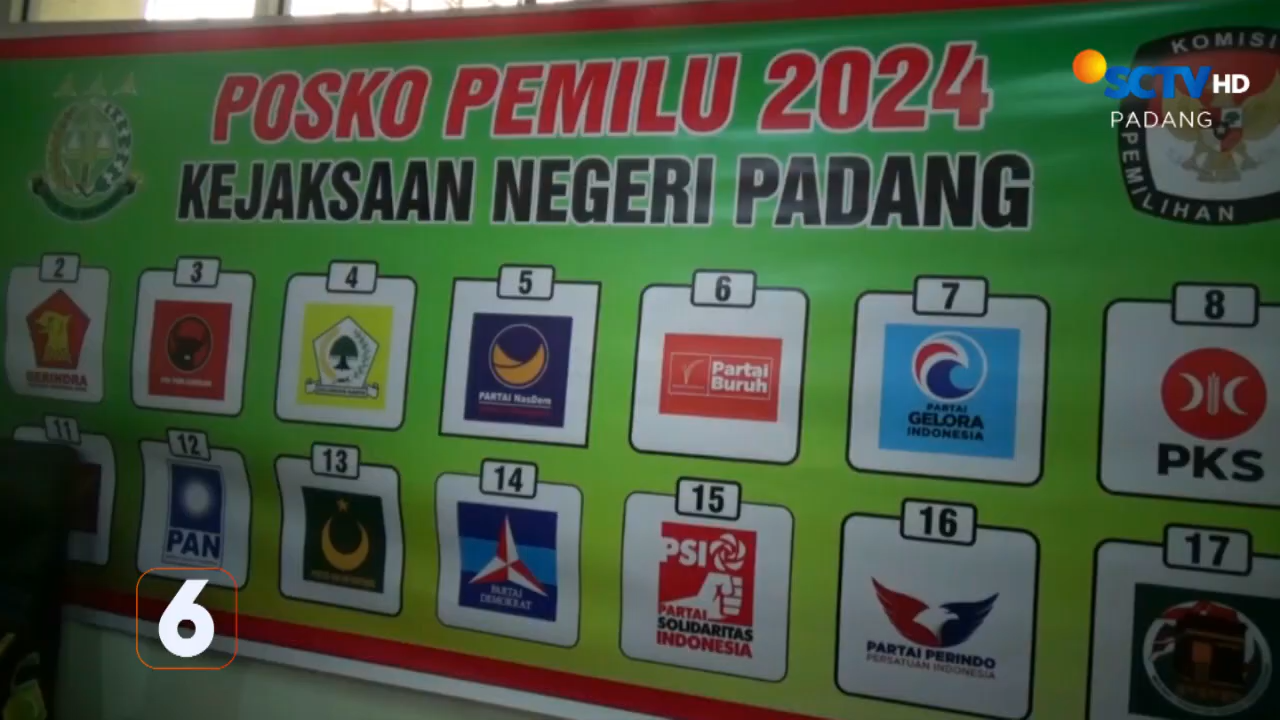 POSKO PEMILU 2024
KEJAKSAAN NEGERI PADANG
KOMISI
PEMILIHAN
SCTV HD
PADANG
2
GERINDRA
3
4
5
PARTAI NasDem
6
Partai
Buruh
7
PARTAI
GELORA
INDONESIA
8
PKS
11
12
PAN
13
14
PARTAI
DEMOKRAT
15
PSI
PARTAI
SOLIDARITAS
INDONESIA
16
PARTAI PERINDO
PERSATUAN INDONESIA
17
6